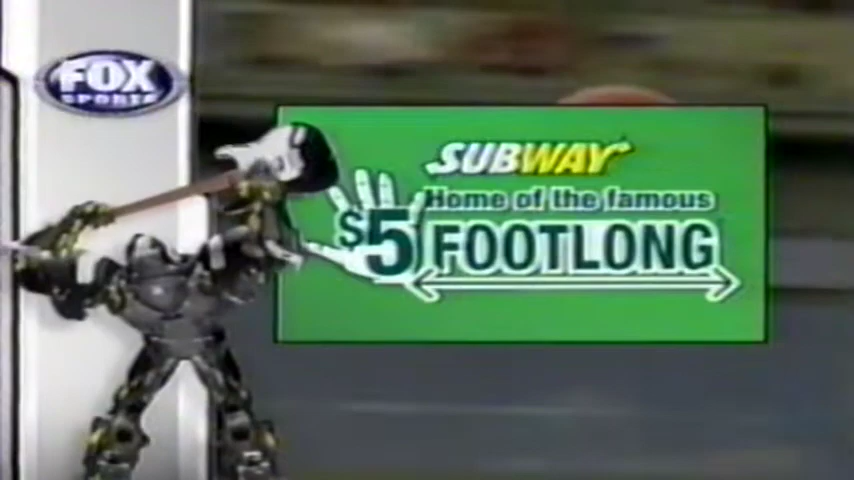 FOX
SPORTS
SUBWAY
Home of the famous
$5 FOOTLONG